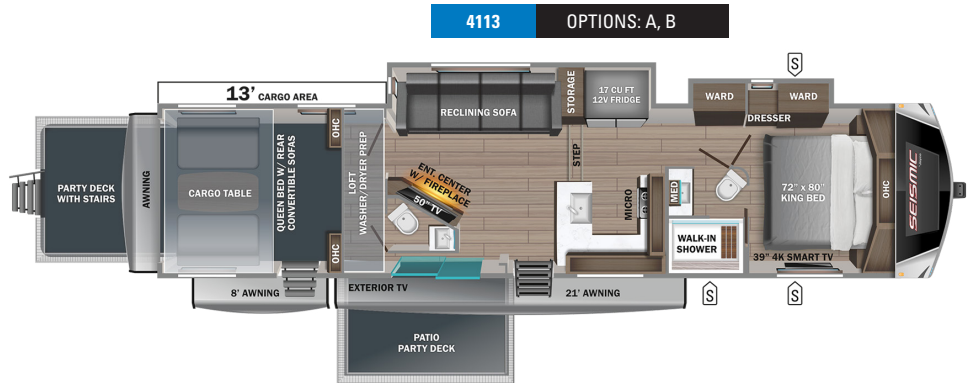 4113
OPTIONS: A, B
S
13’ CARGO AREA
RECLINING SOFA
STORAGE
17 CU FT
12V FRIDGE
WARD
WARD
DRESSER
PARTY DECK
WITH STAIRS
AWNING
CARGO TABLE
QUEEN BED W/ REAR
CONVERTIBLE SOFAS
OHC
OHC
LOFT
WASHER/DRYER PREP
ENT. CENTER
W/ FIREPLACE
50" TV
STEP
MICRO
MED
WALK-IN
SHOWER
72" x 80"
KING BED
OHC
SEISMIC
39" 4K SMART TV
8’ AWNING
EXTERIOR TV
21’ AWNING
S
S
PATIO
PARTY DECK